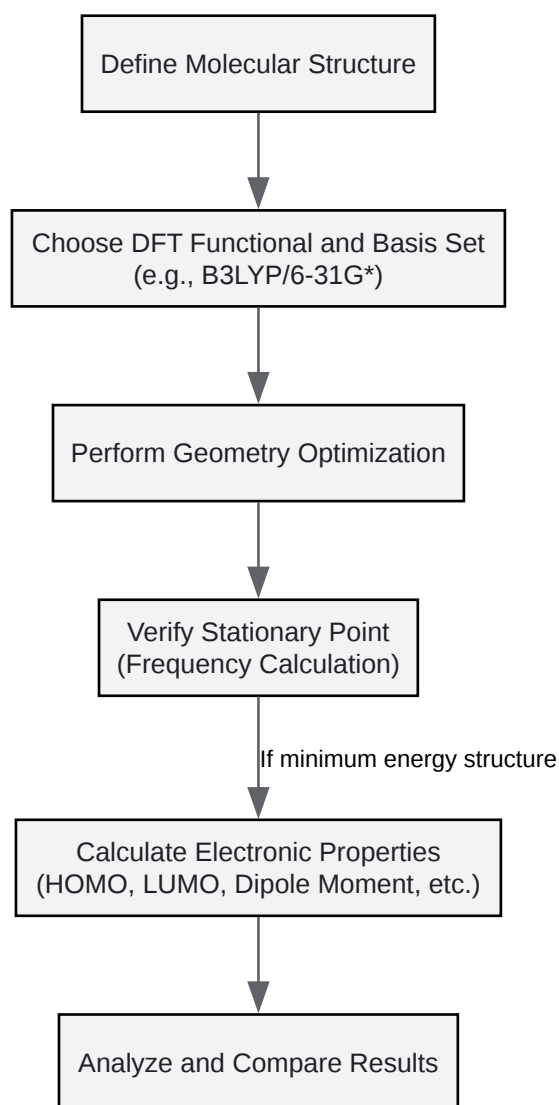 Define Molecular Structure
Choose DFT Functional and Basis Set
(e.g., B3LYP/6-31G*)
Perform Geometry Optimization
Verify Stationary Point
(Frequency Calculation)
If minimum energy structure
Calculate Electronic Properties
(HOMO, LUMO, Dipole Moment, etc.)
Analyze and Compare Results